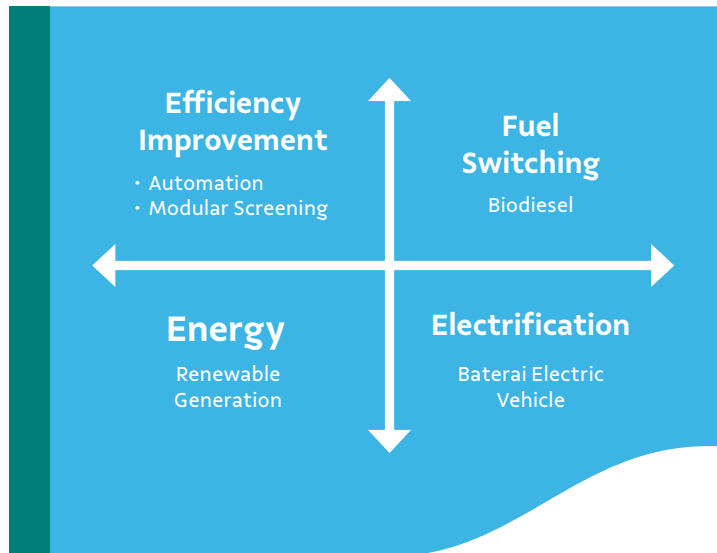 Efficiency
Improvement
• Automation
• Modular Screening
Fuel
Switching
Biodiesel
Energy
Renewable
Generation
Electrification
Baterai Electric
Vehicle